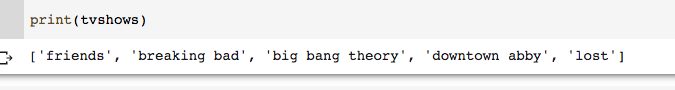 print(tvshows)
['friends', 'breaking bad', 'big bang theory', 'downtown abby', 'lost']